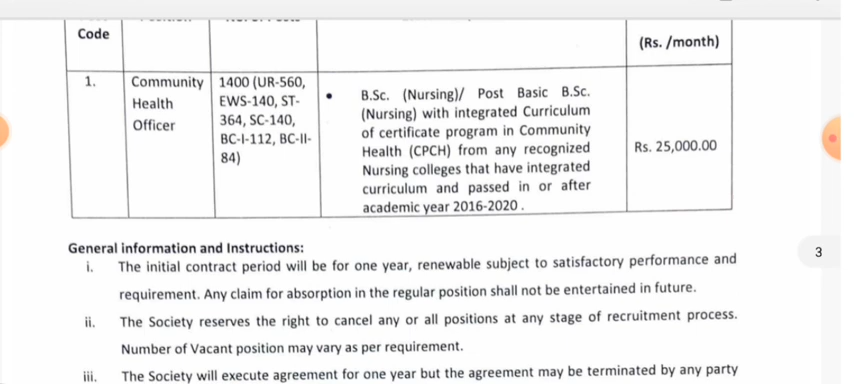 Code
(Rs. /month)
1.
Community
Health
Officer
1400 (UR-560,
EWS-140, ST-
364, SC-140,
BC-I-112, BC-II-
84)
• B.Sc. (Nursing)/ Post Basic B.Sc.
(Nursing) with integrated Curriculum
of certificate program in Community
Health (CPCH) from any recognized
Nursing colleges that have integrated
curriculum and passed in or after
academic year 2016-2020 .
Rs. 25,000.00
General information and Instructions:
i. The initial contract period will be for one year, renewable subject to satisfactory performance and
requirement. Any claim for absorption in the regular position shall not be entertained in future.
ii. The Society reserves the right to cancel any or all positions at any stage of recruitment process.
Number of Vacant position may vary as per requirement.
iii. The Society will execute agreement for one year but the agreement may be terminated by any party
3